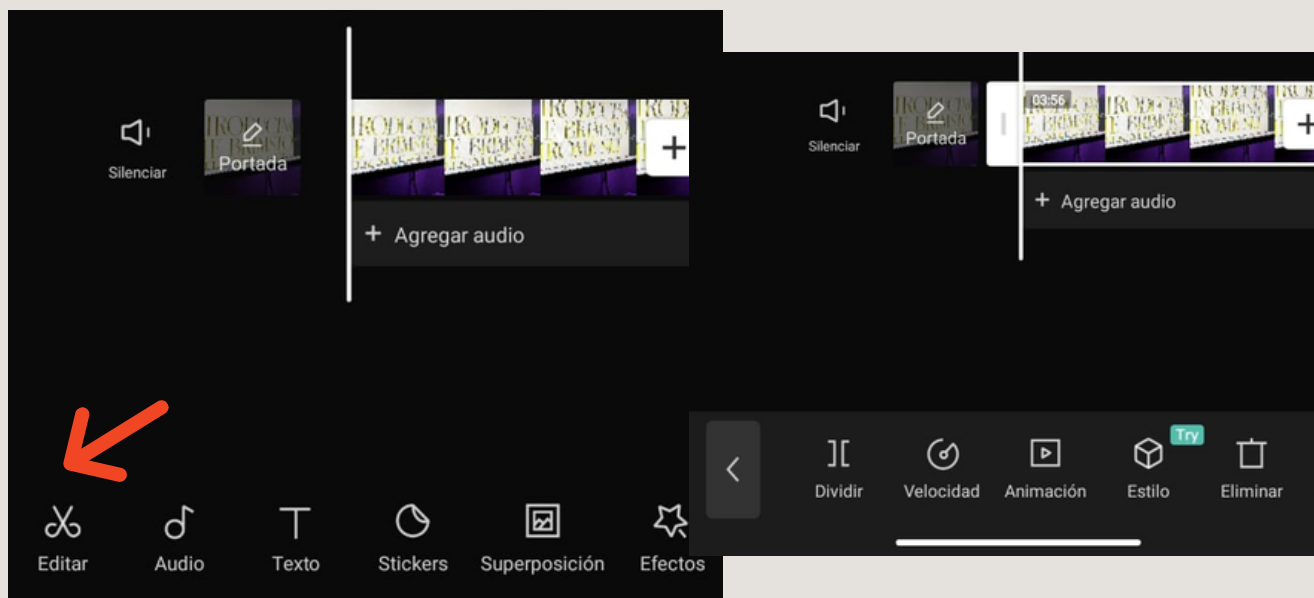 Silenciar
Portada
+ Agregar audio
Editar
Audio
Texto
Stickers
Superposición
Efectos
Silenciar
Portada
03:56
+ Agregar audio
Dividir
Velocidad
Animación
Estilo
Try
Eliminar